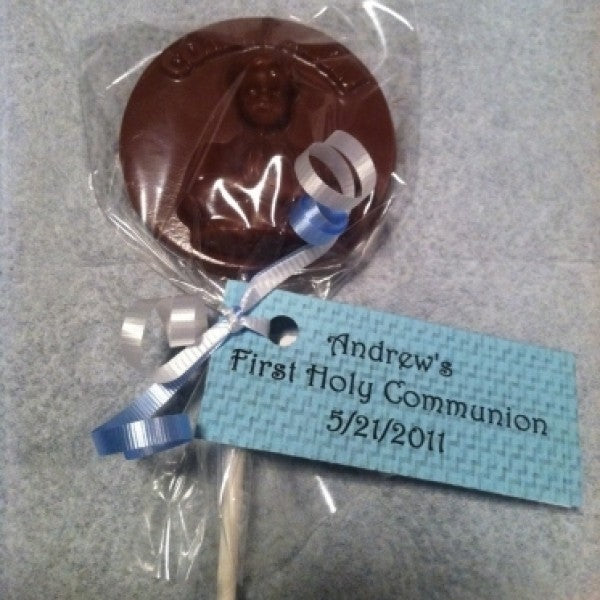 Andrew's
First Holy Communion
5/21/2011